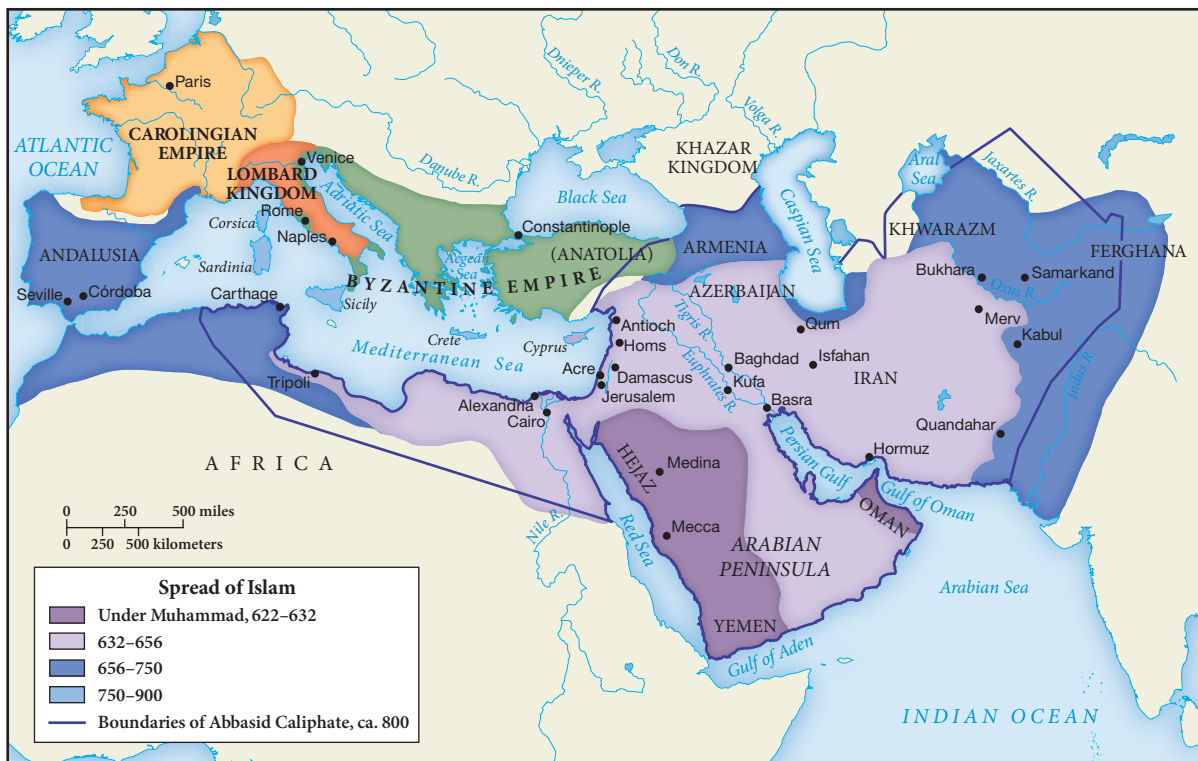 Paris
CAROLINGIAN
EMPIRE
ATLANTIC
OCEAN
Venice
LOMBARD
KINGDOM
Adriatic Sea
Rome
Naples
Corsica
Sardinia
Sicily
ANDALUSIA
Seville
Córdoba
Carthage
Tripoli
Danube R.
Dnieper R.
Don R.
Volga R.
KHAZAR
KINGDOM
Black Sea
Constantinople
(ANATOLIA)
BYZANTINE EMPIRE
Aegean
Sea
Crete
Cyprus
Mediterranean Sea
Caspian Sea
Aral
Sea
Jaxartes R.
KHWARAZM
FERGHANA
ARMENIA
AZERBAIJAN
Bukhara
Samarkand
Oxus R.
Merv
Kabul
Indus R.
Quandahar
Qum
Isfahan
IRAN
Tigris R.
Euphrates R.
Antioch
Homs
Acre
Damascus
Jerusalem
Baghdad
Kufa
Basra
Alexandria
Cairo
Hormuz
Persian Gulf
Gulf of Oman
OMAN
HEJAZ
Medina
Mecca
Red Sea
Nile R.
ARABIAN
PENINSULA
YEMEN
Gulf of Aden
Arabian Sea
INDIAN OCEAN
AFRICA
0 250 500 miles
0 250 500 kilometers
Spread of Islam
Under Muhammad, 622–632
632–656
656–750
750–900
Boundaries of Abbasid Caliphate, ca. 800